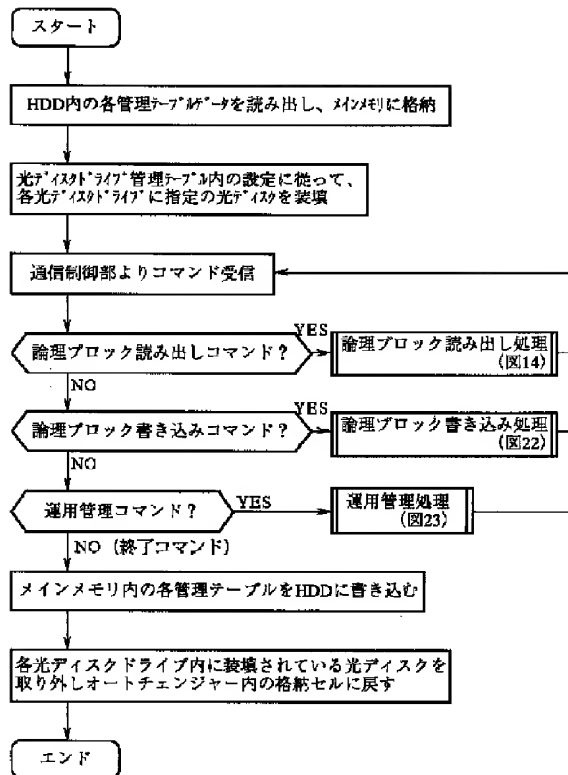 スタート
HDD内の各管理テーブルデータを読み出し、メインメモリに格納
光ディスクドライブ管理テーブル内の設定に従って、
各光ディスクドライブに指定の光ディスクを装填
通信制御部よりコマンド受信
論理ブロック読み出しコマンド？
YES
論理ブロック読み出し処理
(図14)
NO
論理ブロック書き込みコマンド？
YES
論理ブロック書き込み処理
(図22)
NO
運用管理コマンド？
YES
運用管理処理
(図23)
NO（終了コマンド）
メインメモリ内の各管理テーブルをHDDに書き込む
各光ディスクドライブ内に装填されている光ディスクを
取り外しオートチェンジャー内の格納セルに戻す
エンド